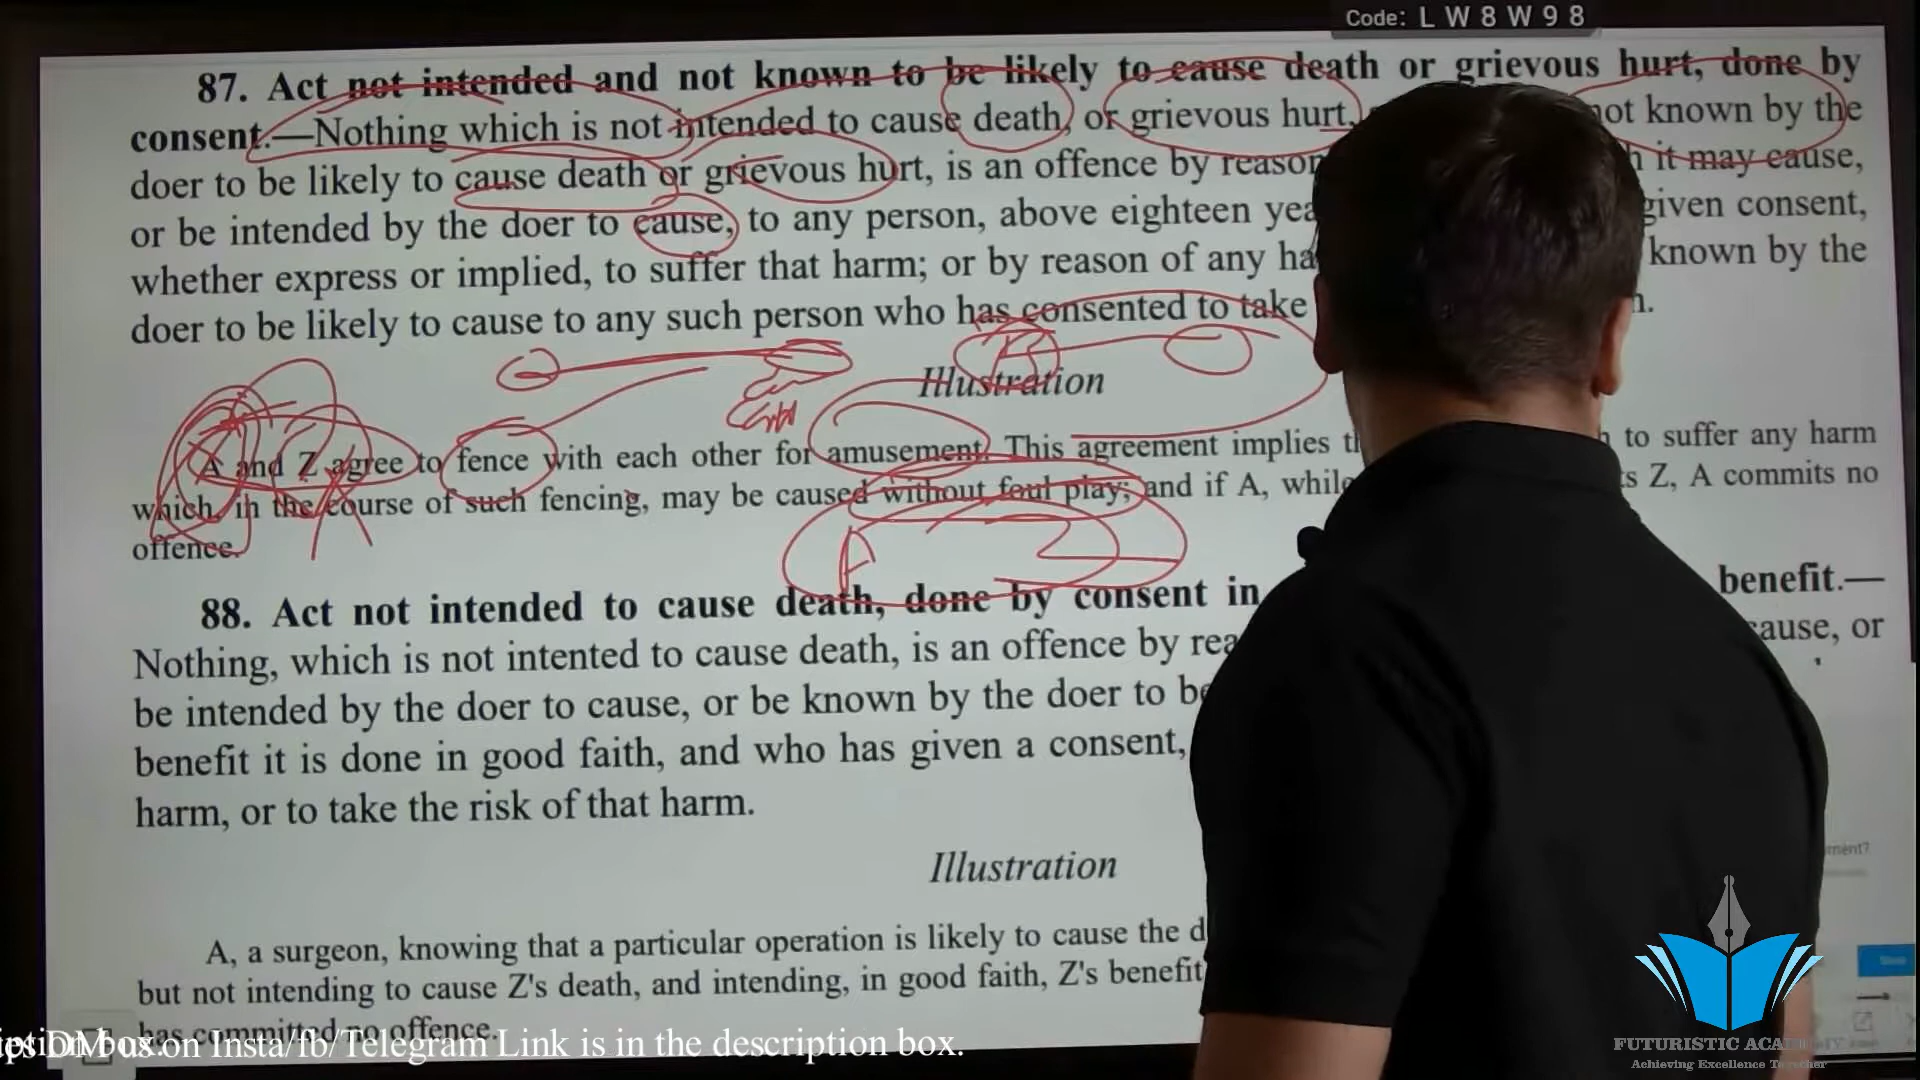 Code: L W 8 W 9 8
87. Act not intended and not known to be likely to cause death or grievous hurt, done by
consent.—Nothing which is not intended to cause death, or grievous hurt, not known by the
doer to be likely to cause death or grievous hurt, is an offence by reason it may cause,
or be intended by the doer to cause, to any person, above eighteen given consent,
whether express or implied, to suffer that harm; or by reason of any known by the
doer to be likely to cause to any such person who has consented to take
Illustration
A and Z agree to fence with each other for amusement. This agreement implies to suffer any harm
which, in the course of such fencing, may be caused without foul play; and if A, Z, A commits no
offence.
A Z
88. Act not intended to cause death, done by consent in benefit.—
Nothing, which is not intented to cause death, is an offence by cause, or
be intended by the doer to cause, or be known by the doer to
benefit it is done in good faith, and who has given a consent,
harm, or to take the risk of that harm.
Illustration
A, a surgeon, knowing that a particular operation is likely to cause the
but not intending to cause Z's death, and intending, in good faith, Z's benefit
has committed no offence.
box. DM us on Insta/fb/Telegram Link is in the description box.
FUTURISTIC ACADEMY
Achieving Excellence Together